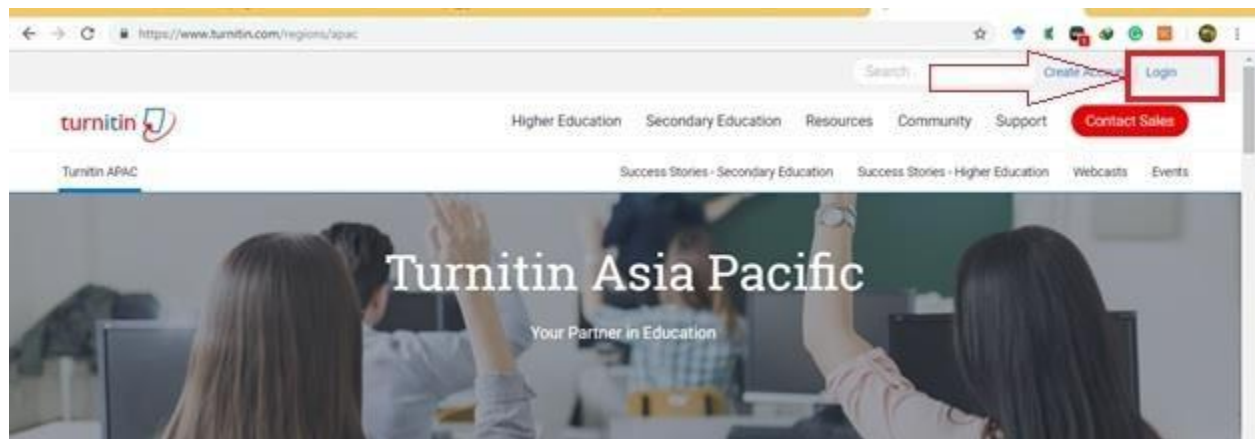 https://www.turnitin.com/regions/apac
Search Create Account Login
turnitin Higher Education Secondary Education Resources Community Support Contact Sales
Turnitin APAC Success Stories - Secondary Education Success Stories - Higher Education Webcasts Events
Turnitin Asia Pacific
Your Partner in Education